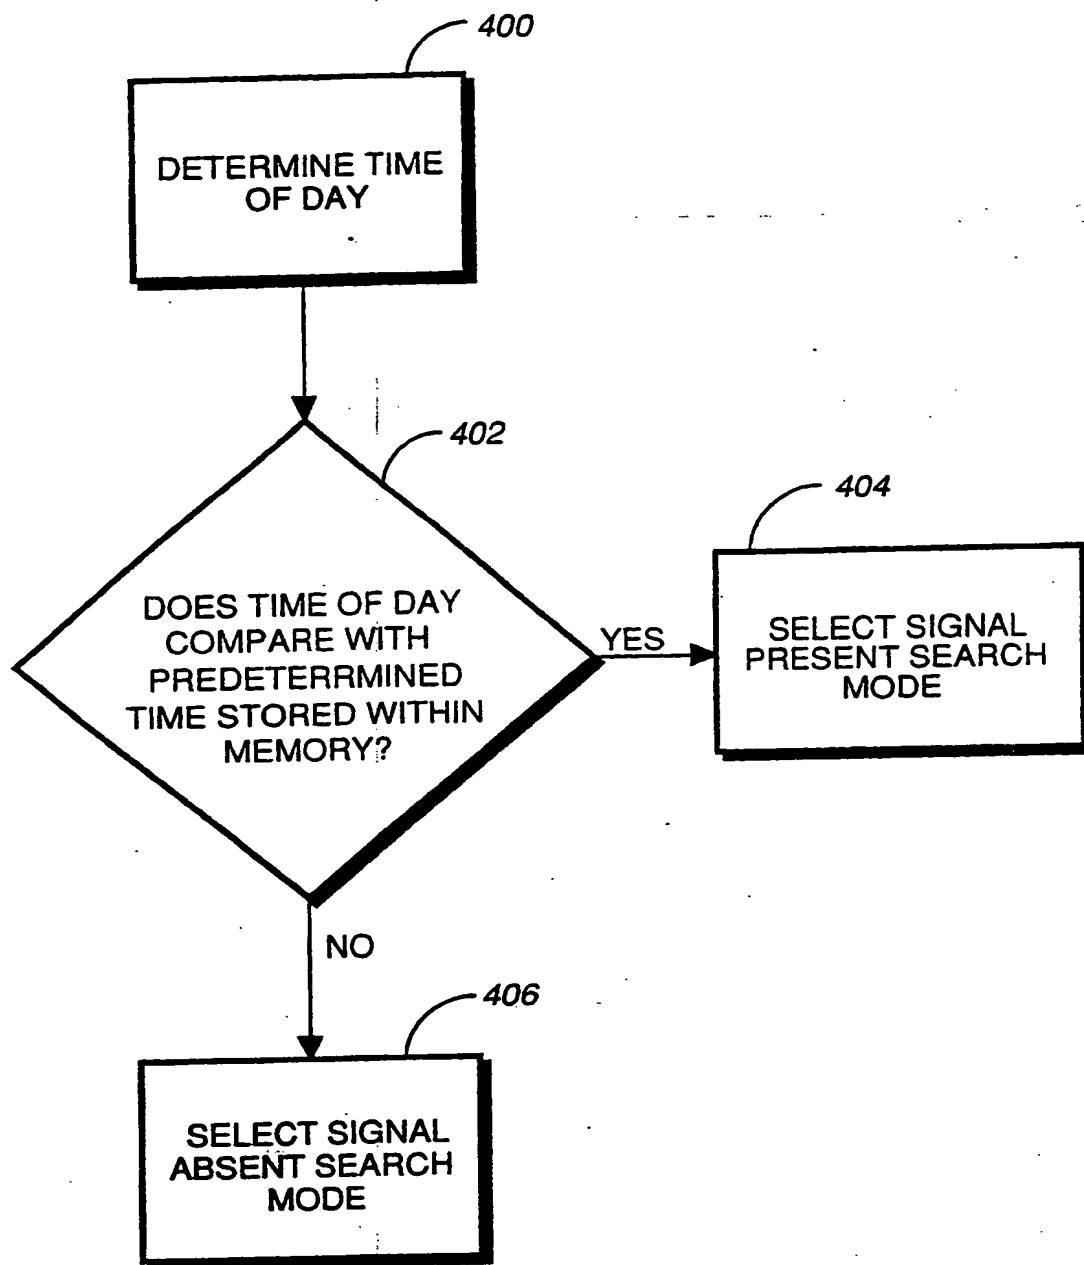 400
DETERMINE TIME
OF DAY
402
DOES TIME OF DAY
COMPARE WITH
PREDETERRMINED
TIME STORED WITHIN
MEMORY?
YES
404
SELECT SIGNAL
PRESENT SEARCH
MODE
NO
406
SELECT SIGNAL
ABSENT SEARCH
MODE